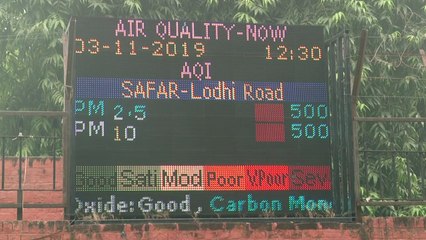 AIR QUALITY-NOW
03-11-2019 12:30
AQI
SAFAR-Lodhi Road
PM 2.5 500
PM 10 500
Good Sati Mod Poor V.Poor Sev
Oxide:Good , Carbon Mon